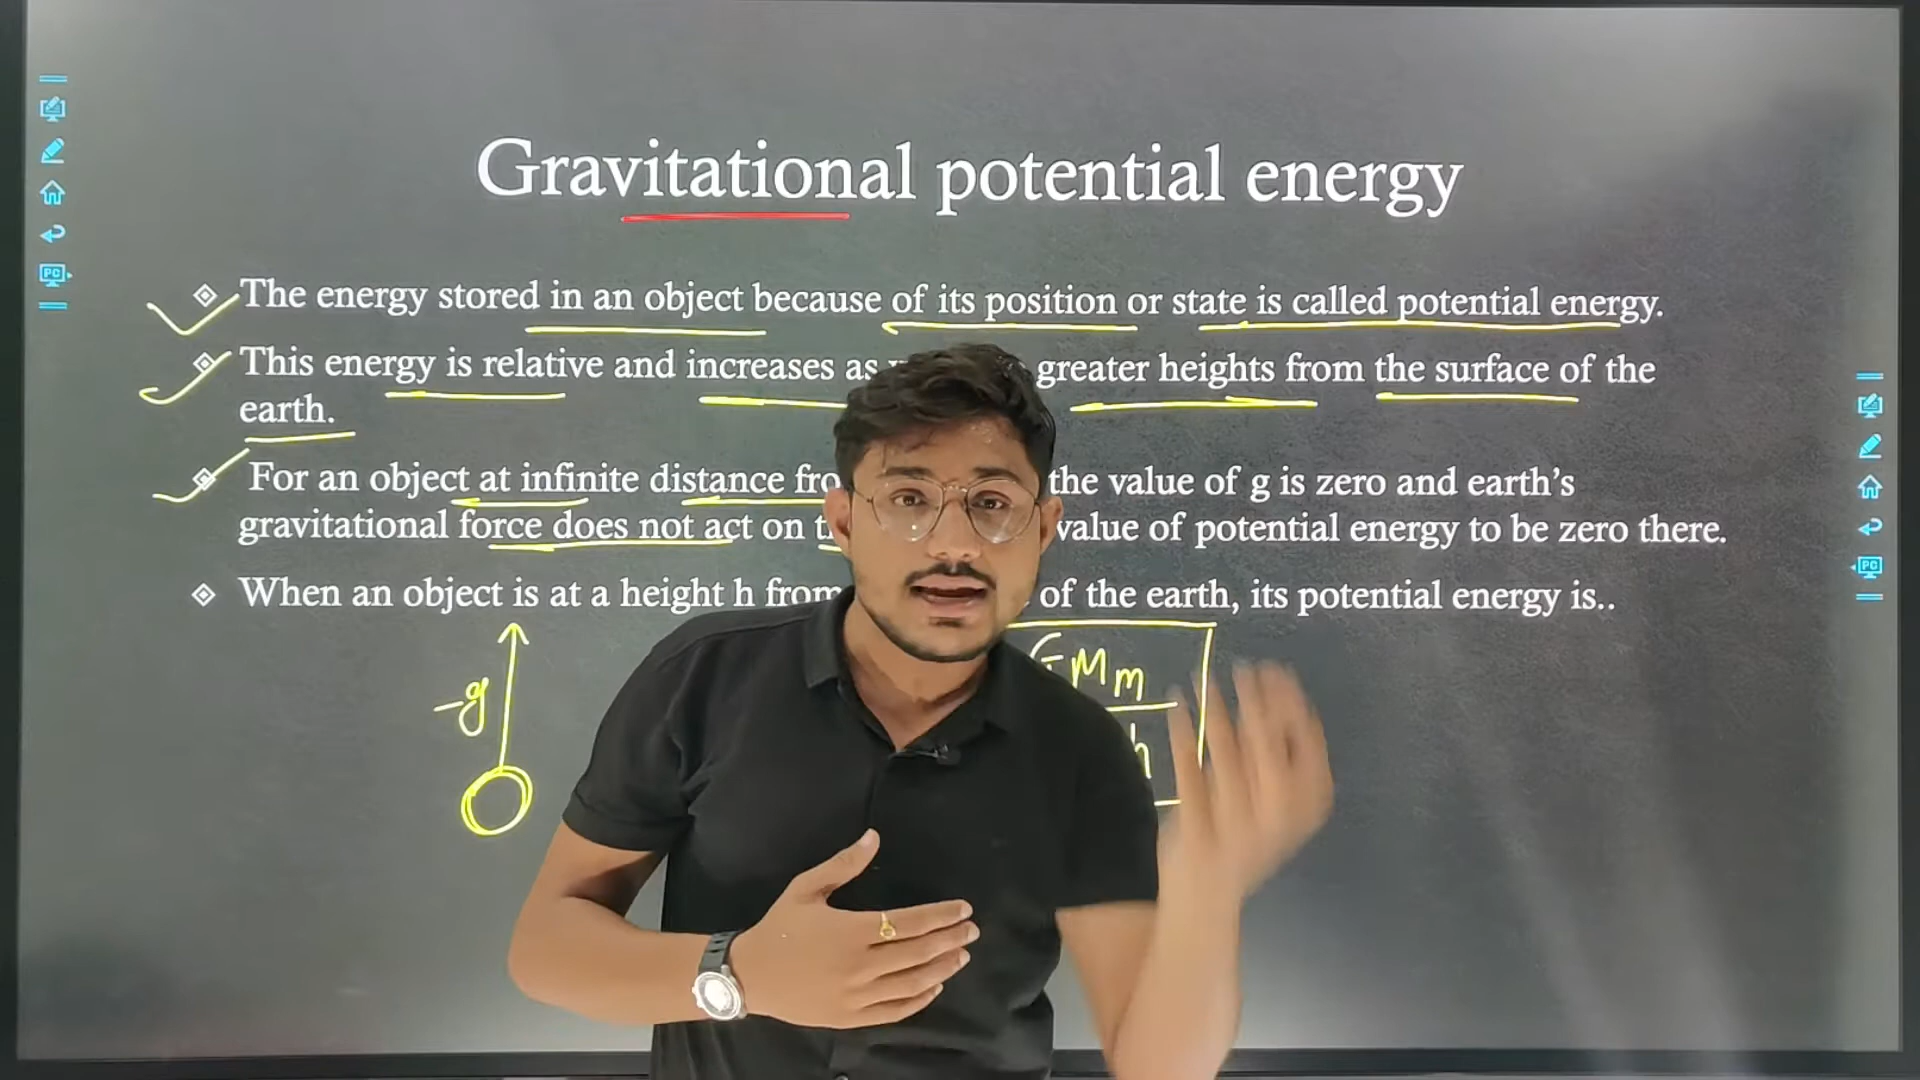 Gravitational potential energy
The energy stored in an object because of its position or state is called potential energy.
This energy is relative and increases as greater heights from the surface of the
earth.
For an object at infinite distance the value of g is zero and earth's
gravitational force does not act on value of potential energy to be zero there.
When an object is at a height h from of the earth, its potential energy is..
GMm
-g
h
PC
PC